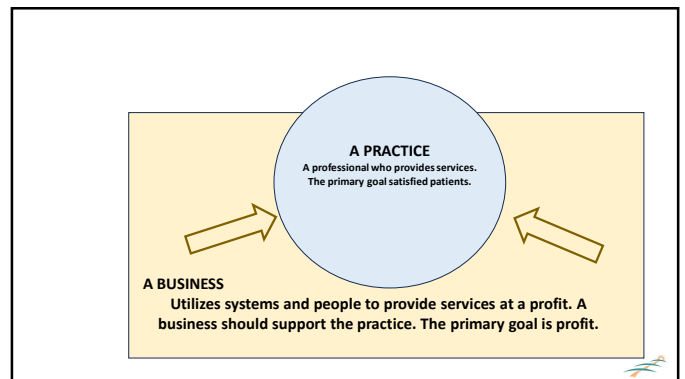 A PRACTICE
A professional who provides services.
The primary goal satisfied patients.
A BUSINESS
Utilizes systems and people to provide services at a profit. A
business should support the practice. The primary goal is profit.